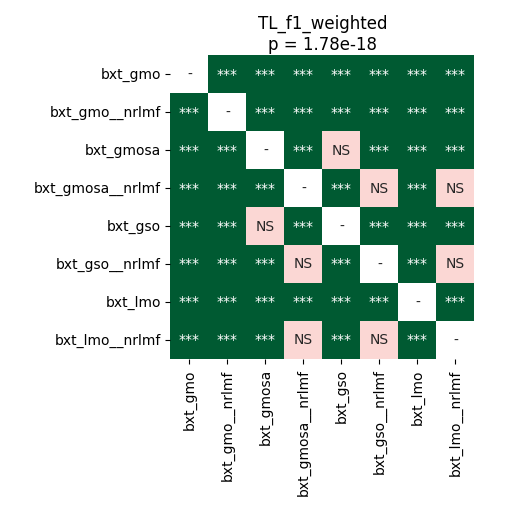 TL_f1_weighted
p = 1.78e-18
bxt_gmo - *** *** *** *** *** *** ***
bxt_gmo__nrlmf *** - *** *** *** *** *** ***
bxt_gmosa *** *** - *** NS *** *** ***
bxt_gmosa__nrlmf *** *** *** - *** NS *** NS
bxt_gso *** *** NS *** - *** *** ***
bxt_gso__nrlmf *** *** *** NS *** - *** NS
bxt_lmo *** *** *** *** *** *** - ***
bxt_lmo__nrlmf *** *** *** NS *** NS *** -
bxt_gmo
bxt_gmo__nrlmf
bxt_gmosa
bxt_gmosa__nrlmf
bxt_gso
bxt_gso__nrlmf
bxt_lmo
bxt_lmo__nrlmf